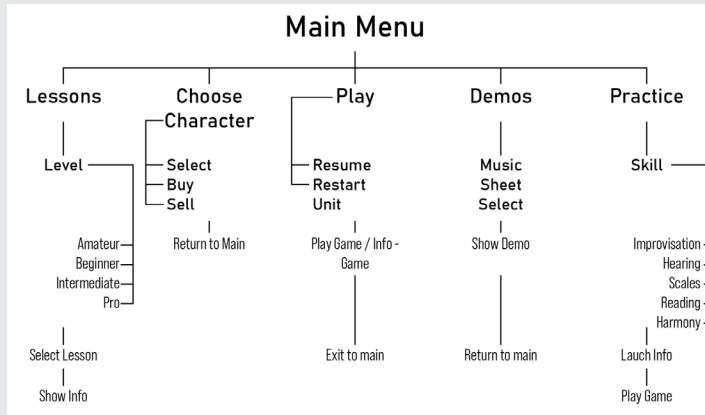 Main Menu
Lessons
Level
Amateur
Beginner
Intermediate
Pro
Select Lesson
Show Info
Choose
Character
Select
Buy
Sell
Return to Main
Play
Resume
Restart
Unit
Play Game / Info -
Game
Exit to main
Demos
Music
Sheet
Select
Show Demo
Return to main
Practice
Skill
Improvisation
Hearing
Scales
Reading
Harmony
Lauch Info
Play Game